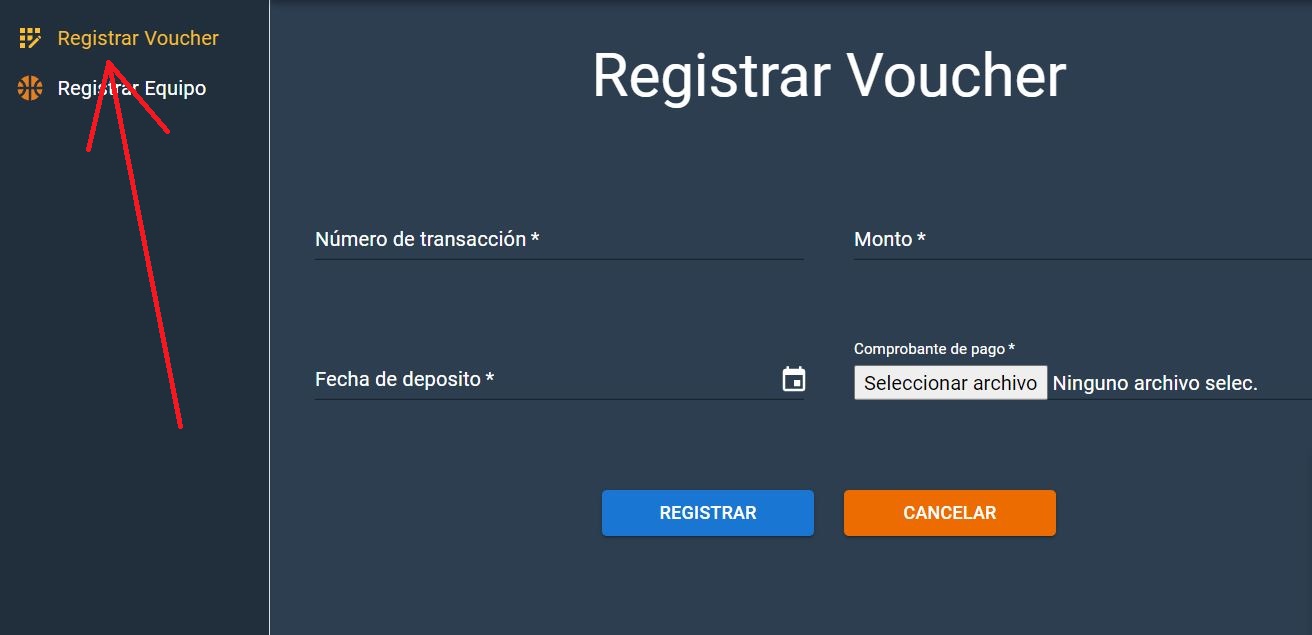 Registrar Voucher
Registrar Equipo
Registrar Voucher
Número de transacción *
Monto *
Fecha de deposito *
Comprobante de pago *
Seleccionar archivo Ninguno archivo selec.
REGISTRAR
CANCELAR